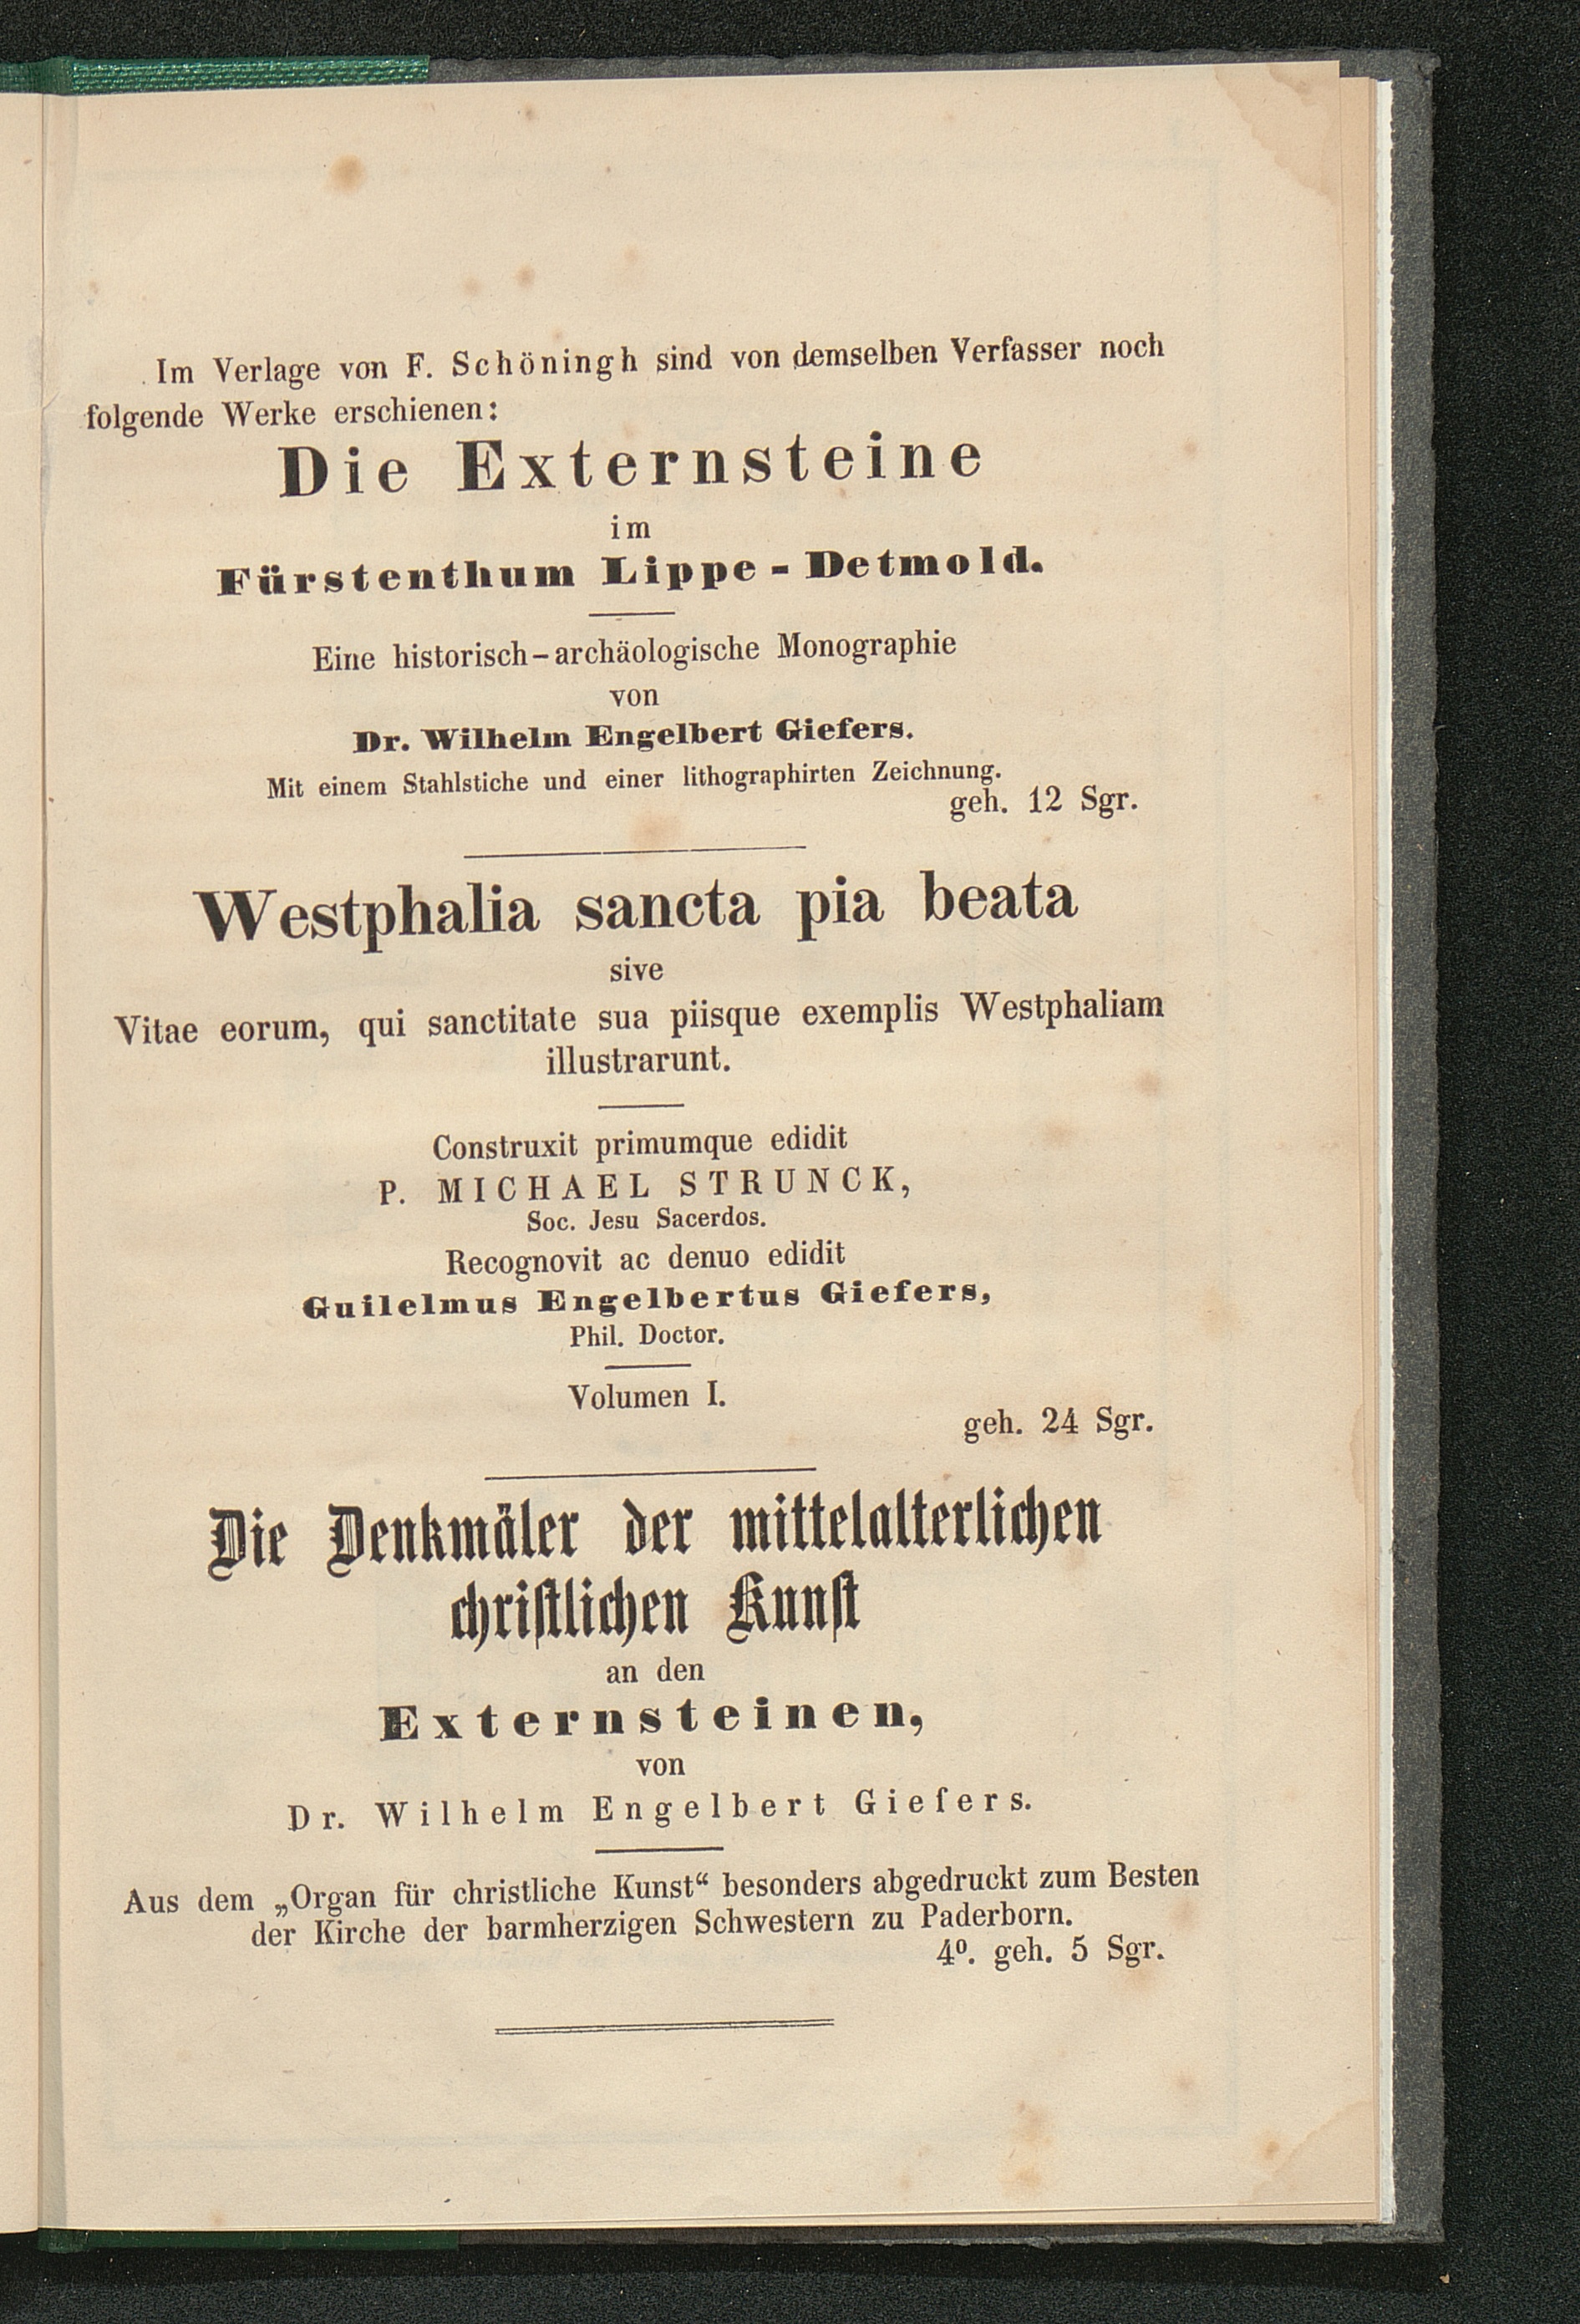 Im Verlage von F. Schöningh sind von demselben Verfasser noch
folgende Werke erschienen:
Die Externsteine
im
Fürstenthum Lippe-Detmold.
Eine historisch-archäologische Monographie
von
Dr. Wilhelm Engelbert Giefers.
Mit einem Stahlstiche und einer lithographirten Zeichnung.
geh. 12 Sgr.
Westphalia sancta pia beata
sive
Vitae eorum, qui sanctitate sua piisque exemplis Westphaliam
illustrarunt.
Construxit primumque edidit
P. MICHAEL STRUNCK,
Soc. Jesu Sacerdos.
Recognovit ac denuo edidit
Guilelmus Engelbertus Giefers,
Phil. Doctor.
Volumen I.
geh. 24 Sgr.
Die Denkmäler der mittelalterlichen
chriſtlichen Kunſt
an den
Externsteinen,
von
Dr. Wilhelm Engelbert Giefers.
Aus dem „Organ für christliche Kunst“ besonders abgedruckt zum Besten
der Kirche der barmherzigen Schwestern zu Paderborn.
4º. geh. 5 Sgr.